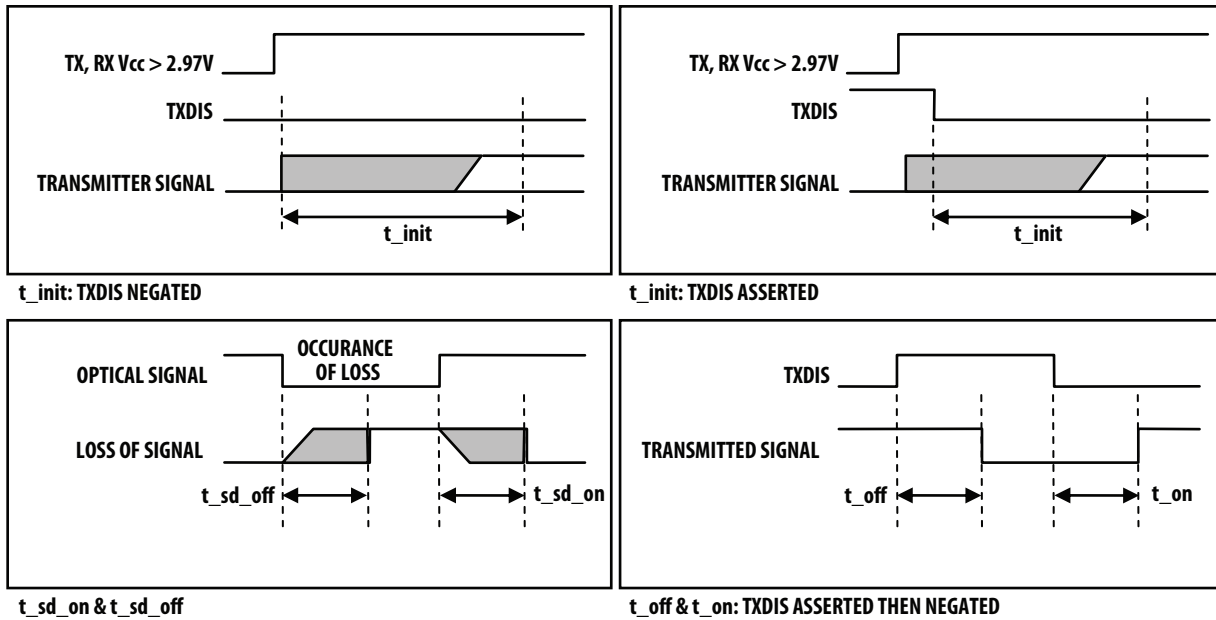 TX, RX Vcc > 2.97V
TXDIS
TRANSMITTER SIGNAL
t_init
t_init: TXDIS NEGATED
TX, RX Vcc > 2.97V
TXDIS
TRANSMITTER SIGNAL
t_init
t_init: TXDIS ASSERTED
OPTICAL SIGNAL
OCCURANCE
OF LOSS
LOSS OF SIGNAL
t_sd_off
t_sd_on
t_sd_on & t_sd_off
TXDIS
TRANSMITTED SIGNAL
t_off
t_on
t_off & t_on: TXDIS ASSERTED THEN NEGATED